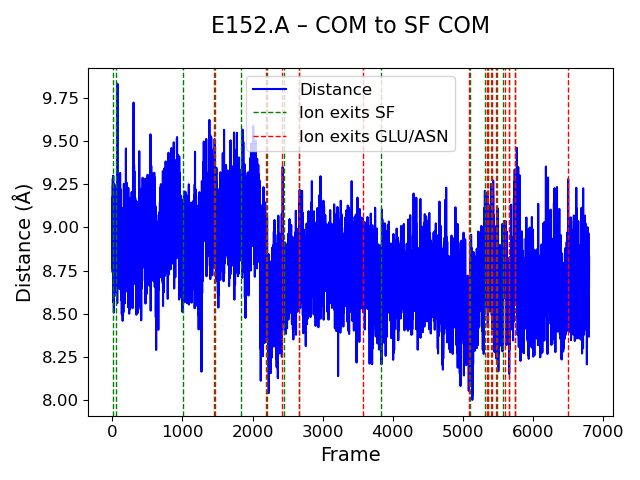 E152.A – COM to SF COM
Distance
Ion exits SF
Ion exits GLU/ASN
Distance (Å)
9.75
9.50
9.25
9.00
8.75
8.50
8.25
8.00
0 1000 2000 3000 4000 5000 6000 7000
Frame